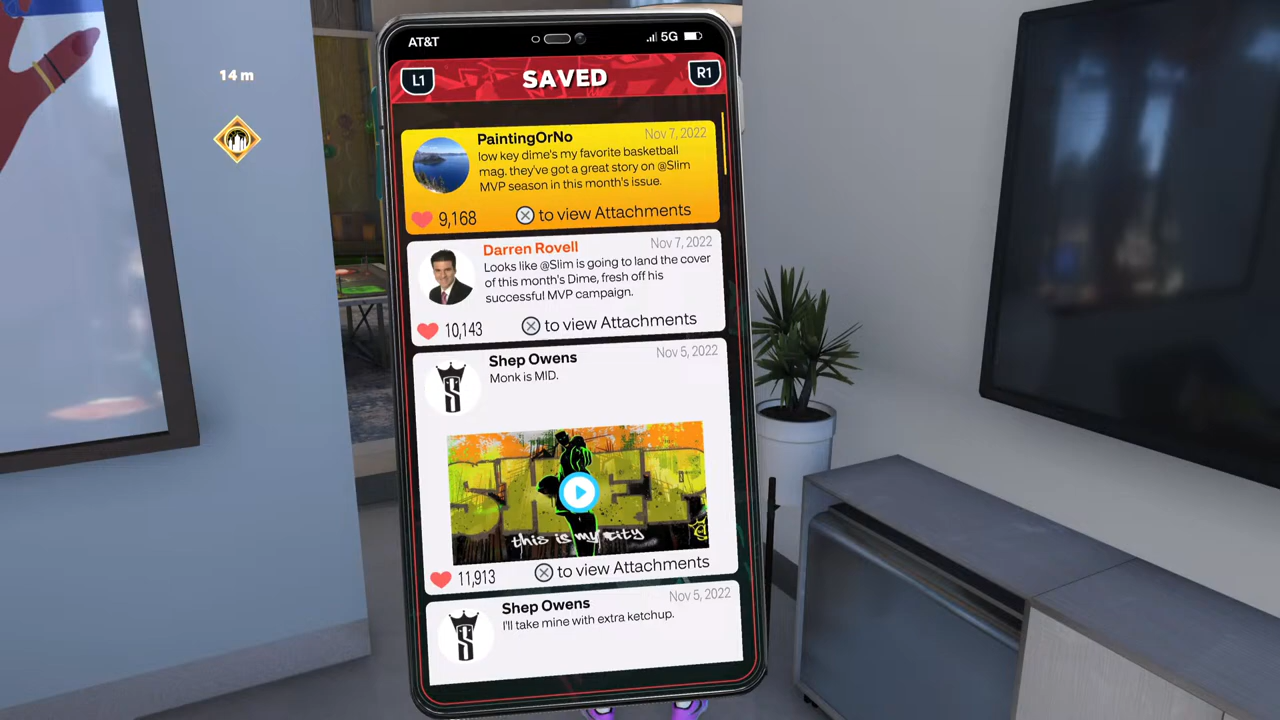 14 m
AT&T
5G
L1
SAVED
R1
PaintingOrNo
Nov 7, 2022
low key dime's my favorite basketball
mag. they've got a great story on @Slim
MVP season in this month's issue.
9,168
to view Attachments
Darren Rovell
Nov 7, 2022
Looks like @Slim is going to land the cover
of this month's Dime, fresh off his
successful MVP campaign.
10,143
to view Attachments
Shep Owens
Nov 5, 2022
Monk is MID.
S
SHEP
this is my city
11,913
to view Attachments
Shep Owens
Nov 5, 2022
I'll take mine with extra ketchup.
S